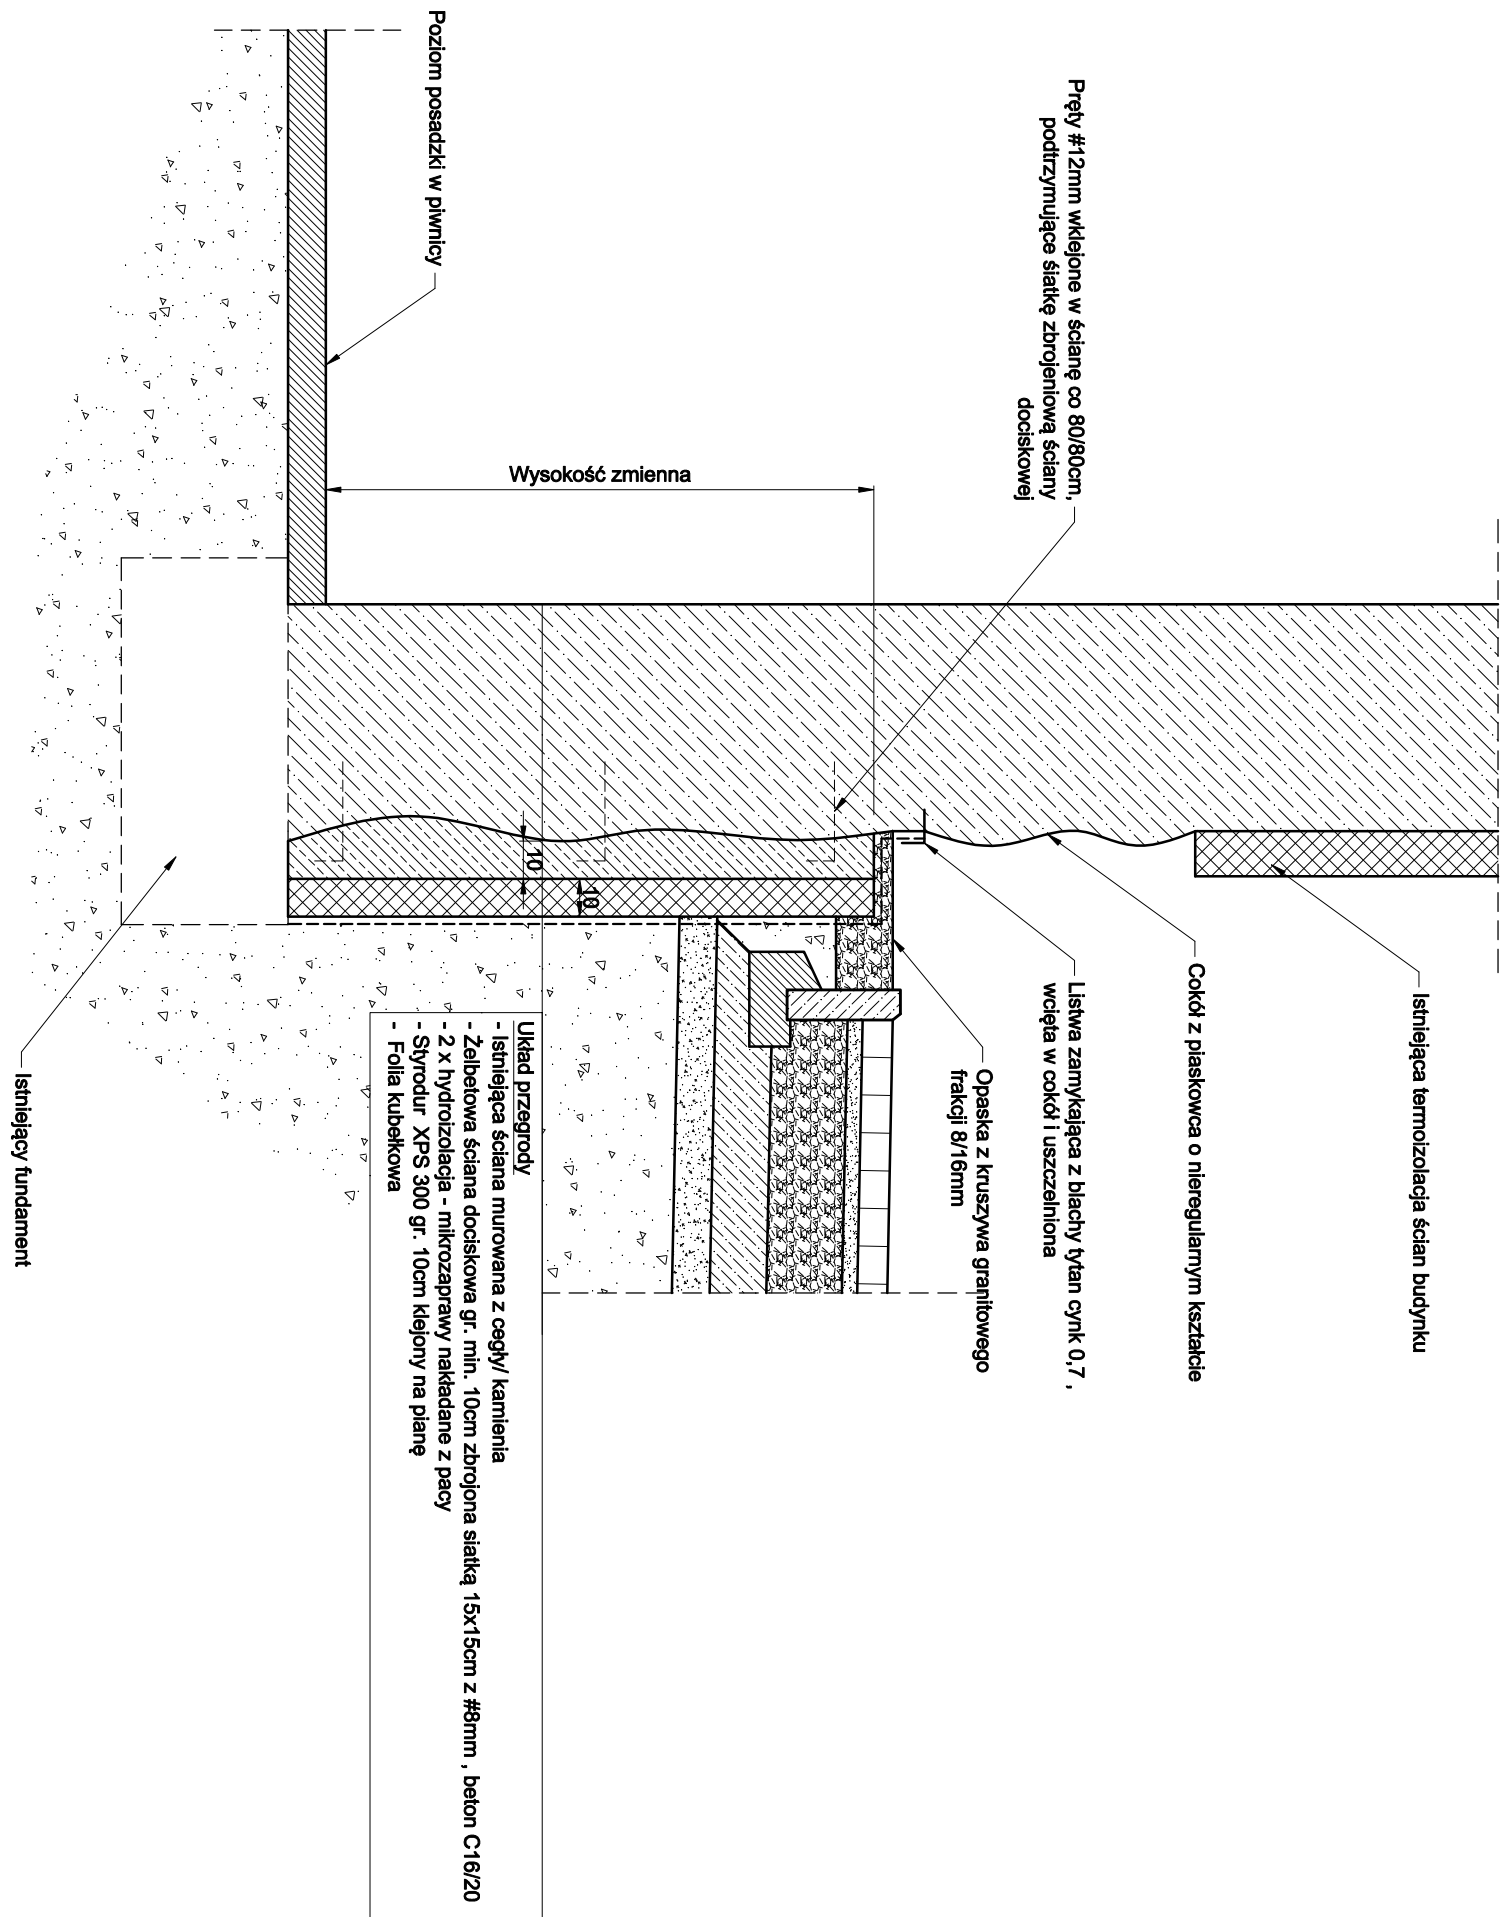 Istniejąca termoizolacja ścian budynku
Cokół z piaskowca o nieregularnym kształcie
Listwa zamykająca z blachy tytan cynk 0,7 ,
wcięta w cokół i uszczelniona
Opaska z kruszywa granitowego
frakcji 8/16mm
Pręty #12mm wklejone w ścianę co 80/80cm,
podtrzymujące śiatkę zbrojeniową śćiany
dociskowej
Wysokość zmienna
10
10
Poziom posadzki w piwnicy
Układ przegrody
- Istniejąca ściana murowana z cegły/ kamienia
- Żelbetowa ściana dociskowa gr. min. 10cm zbrojona siatką 15x15cm z #8mm , beton C16/20
- 2 x hydroizolacja - mikrozaprawy nakładane z pacy
- Styrodur XPS 300 gr. 10cm klejony na pianę
- Folia kubełkowa
Istniejący fundament